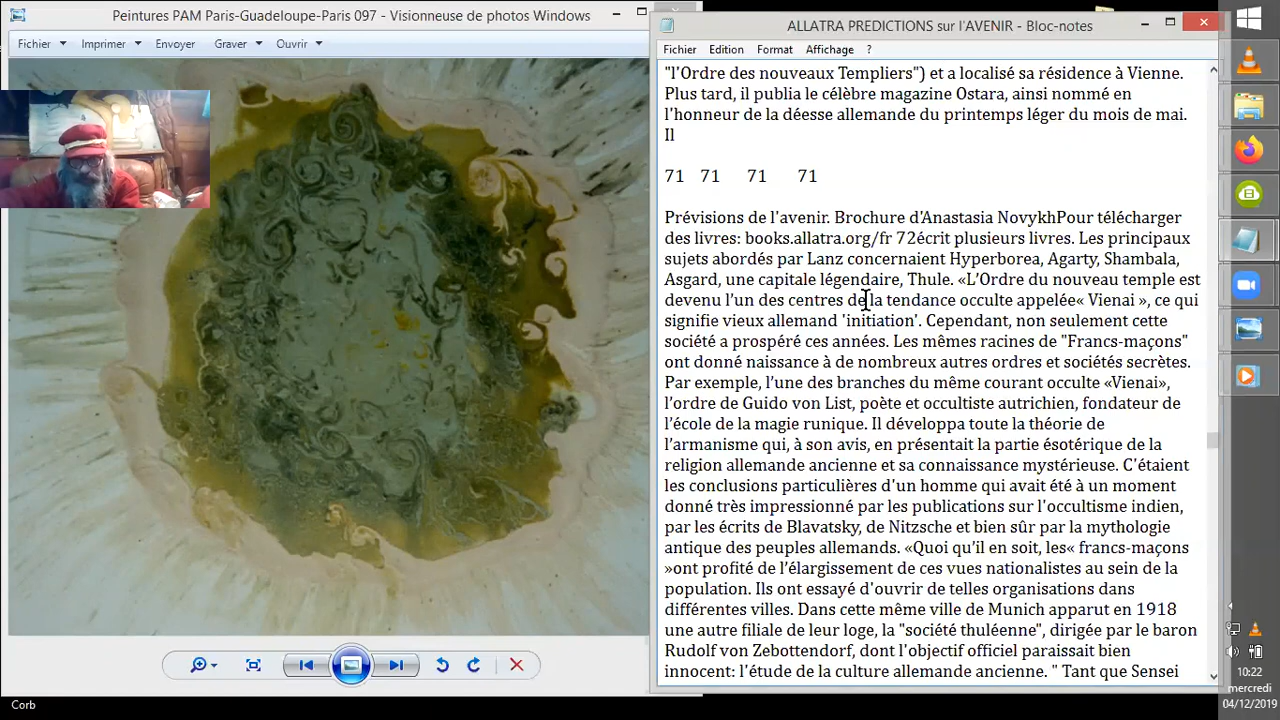 Peintures PAM Paris-Guadeloupe-Paris 097 - Visionneuse de photos Windows
Fichier Imprimer Envoyer Graver Ouvrir
ALLATRA PREDICTIONS sur l'AVENIR - Bloc-notes
Fichier Edition Format Affichage ?
"l'Ordre des nouveaux Templiers") et a localisé sa résidence à Vienne.
Plus tard, il publia le célèbre magazine Ostara, ainsi nommé en
l'honneur de la déesse allemande du printemps léger du mois de mai.
Il
71 71 71 71
Prévisions de l'avenir. Brochure d'Anastasia NovykhPour télécharger
des livres: books.allatra.org/fr 72écrit plusieurs livres. Les principaux
sujets abordés par Lanz concernaient Hyperborea, Agarty, Shambala,
Asgard, une capitale légendaire, Thule. «L'Ordre du nouveau temple est
devenu l'un des centres de la tendance occulte appelée« Vienai », ce qui
signifie vieux allemand 'initiation'. Cependant, non seulement cette
société a prospéré ces années. Les mêmes racines de "Francs-maçons"
ont donné naissance à de nombreux autres ordres et sociétés secrètes.
Par exemple, l'une des branches du même courant occulte «Vienai»,
l'ordre de Guido von List, poète et occultiste autrichien, fondateur de
l'école de la magie runique. Il développa toute la théorie de
l'armanisme qui, à son avis, en présentait la partie ésotérique de la
religion allemande ancienne et sa connaissance mystérieuse. C'étaient
les conclusions particulières d'un homme qui avait été à un moment
donné très impressionné par les publications sur l'occultisme indien,
par les écrits de Blavatsky, de Nitzsche et bien sûr par la mythologie
antique des peuples allemands. «Quoi qu'il en soit, les« francs-maçons
»ont profité de l'élargissement de ces vues nationalistes au sein de la
population. Ils ont essayé d'ouvrir de telles organisations dans
différentes villes. Dans cette même ville de Munich apparut en 1918
une autre filiale de leur loge, la "société thuléenne", dirigée par le baron
Rudolf von Zebottendorf, dont l'objectif officiel paraissait bien
innocent: l'étude de la culture allemande ancienne. " Tant que Sensei
10:22
mercredi
04/12/2019
Corb